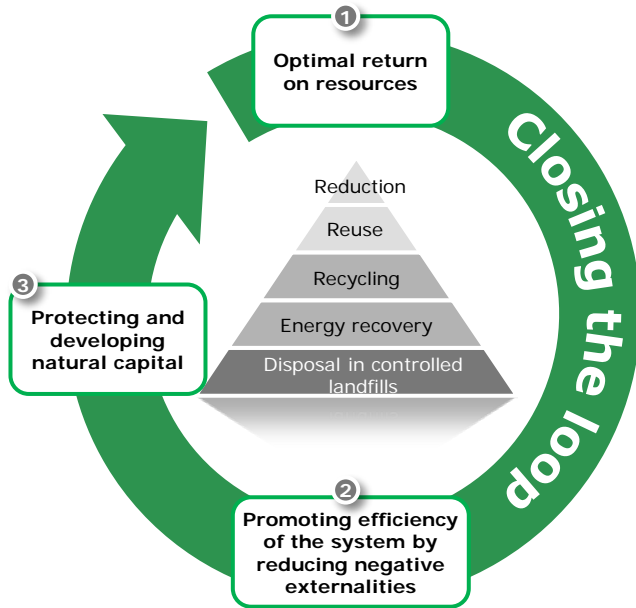 1
Optimal return
on resources
Closing the loop
Reduction
Reuse
Recycling
Energy recovery
Disposal in controlled
landfills
3
Protecting and
developing
natural capital
2
Promoting efficiency
of the system by
reducing negative
externalities